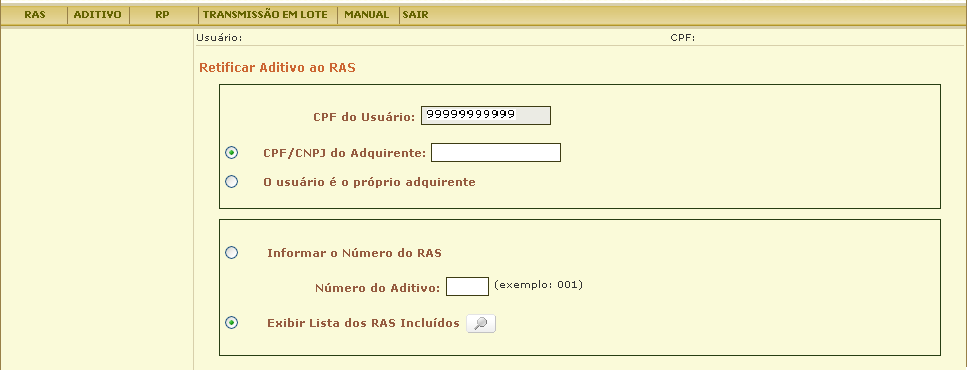 RAS ADITIVO RP TRANSMISSÃO EM LOTE MANUAL SAIR
Usuário: CPF:
Retificar Aditivo ao RAS
CPF do Usuário: 99999999999
CPF/CNPJ do Adquirente:
O usuário é o próprio adquirente
Informar o Número do RAS
Número do Aditivo: (exemplo: 001)
Exibir Lista dos RAS Incluídos